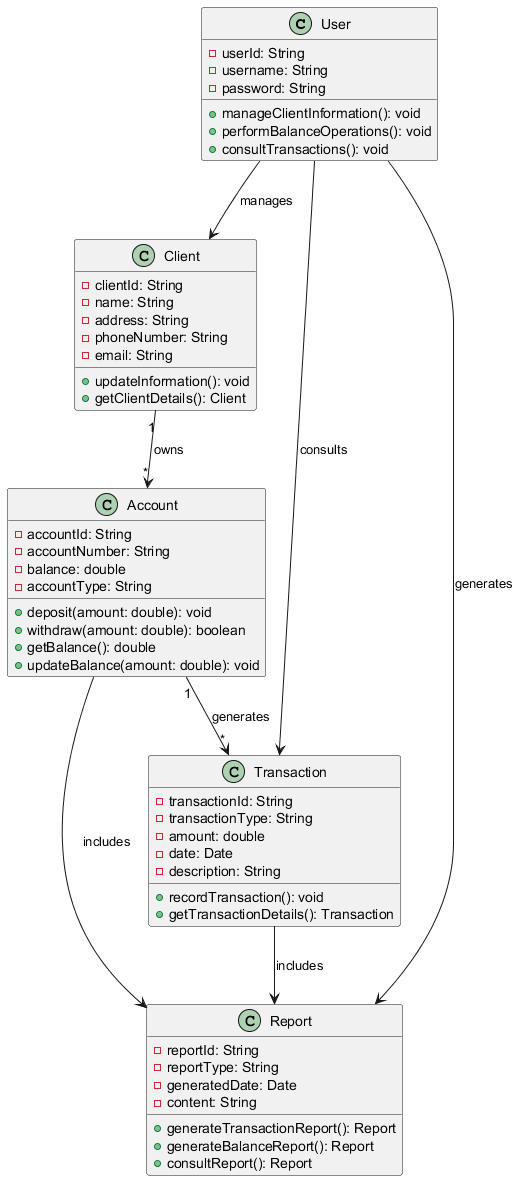 C User
userId: String
username: String
password: String
manageClientInformation(): void
performBalanceOperations(): void
consultTransactions(): void
manages
C Client
clientId: String
name: String
address: String
phoneNumber: String
email: String
updateInformation(): void
getClientDetails(): Client
1
owns
*
consults
C Account
accountId: String
accountNumber: String
balance: double
accountType: String
deposit(amount: double): void
withdraw(amount: double): boolean
getBalance(): double
updateBalance(amount: double): void
generates
1
generates
*
C Transaction
transactionId: String
transactionType: String
amount: double
date: Date
description: String
recordTransaction(): void
getTransactionDetails(): Transaction
includes
includes
C Report
reportId: String
reportType: String
generatedDate: Date
content: String
generateTransactionReport(): Report
generateBalanceReport(): Report
consultReport(): Report